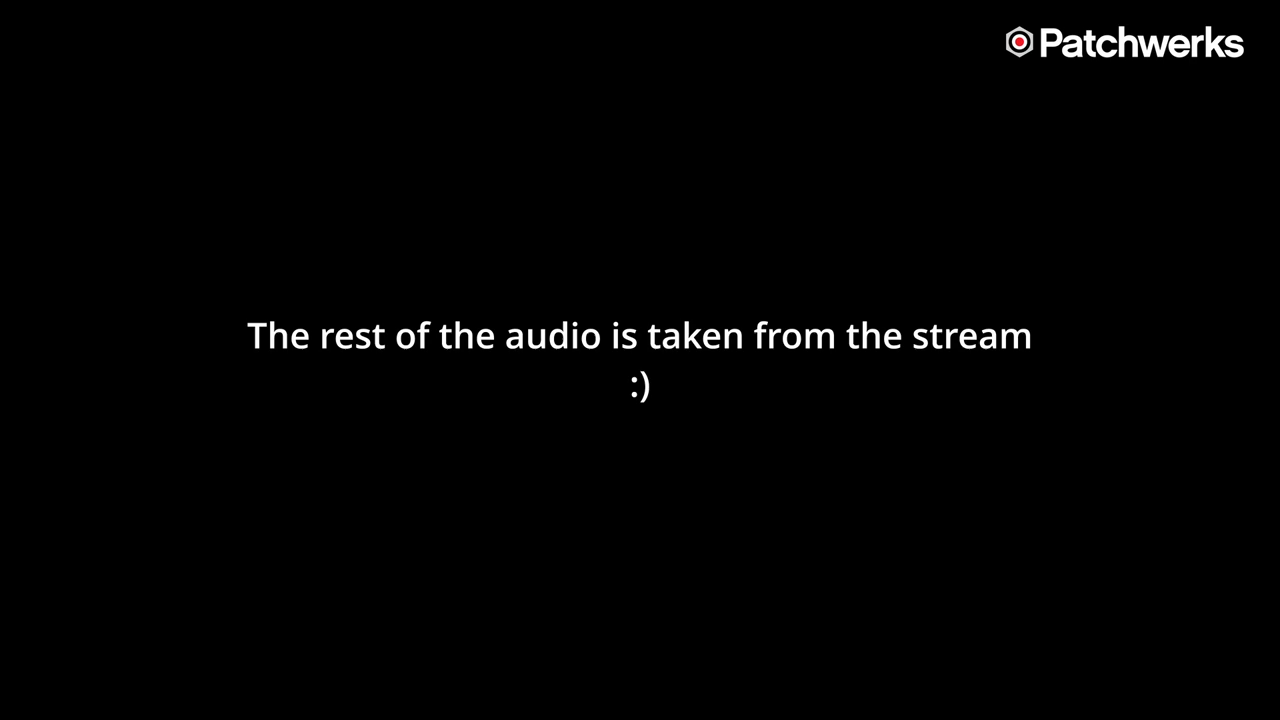 Patchwerks
The rest of the audio is taken from the stream
:)